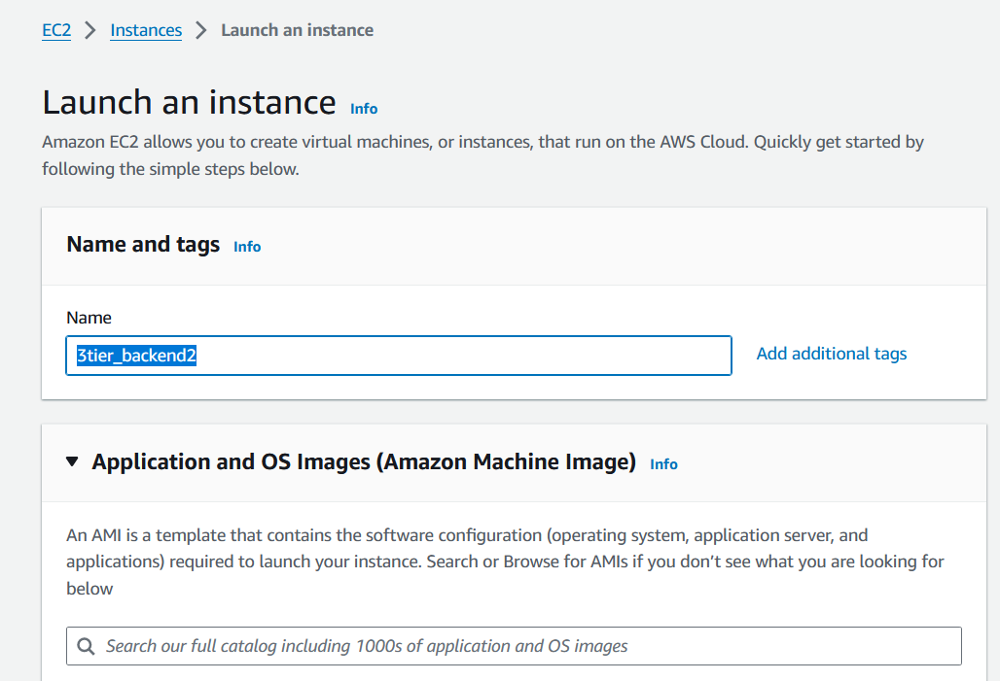 EC2 > Instances > Launch an instance
Launch an instance Info
Amazon EC2 allows you to create virtual machines, or instances, that run on the AWS Cloud. Quickly get started by
following the simple steps below.
Name and tags Info
Name
3tier_backend2 Add additional tags
Application and OS Images (Amazon Machine Image) Info
An AMI is a template that contains the software configuration (operating system, application server, and
applications) required to launch your instance. Search or Browse for AMIs if you don’t see what you are looking for
below
Search our full catalog including 1000s of application and OS images